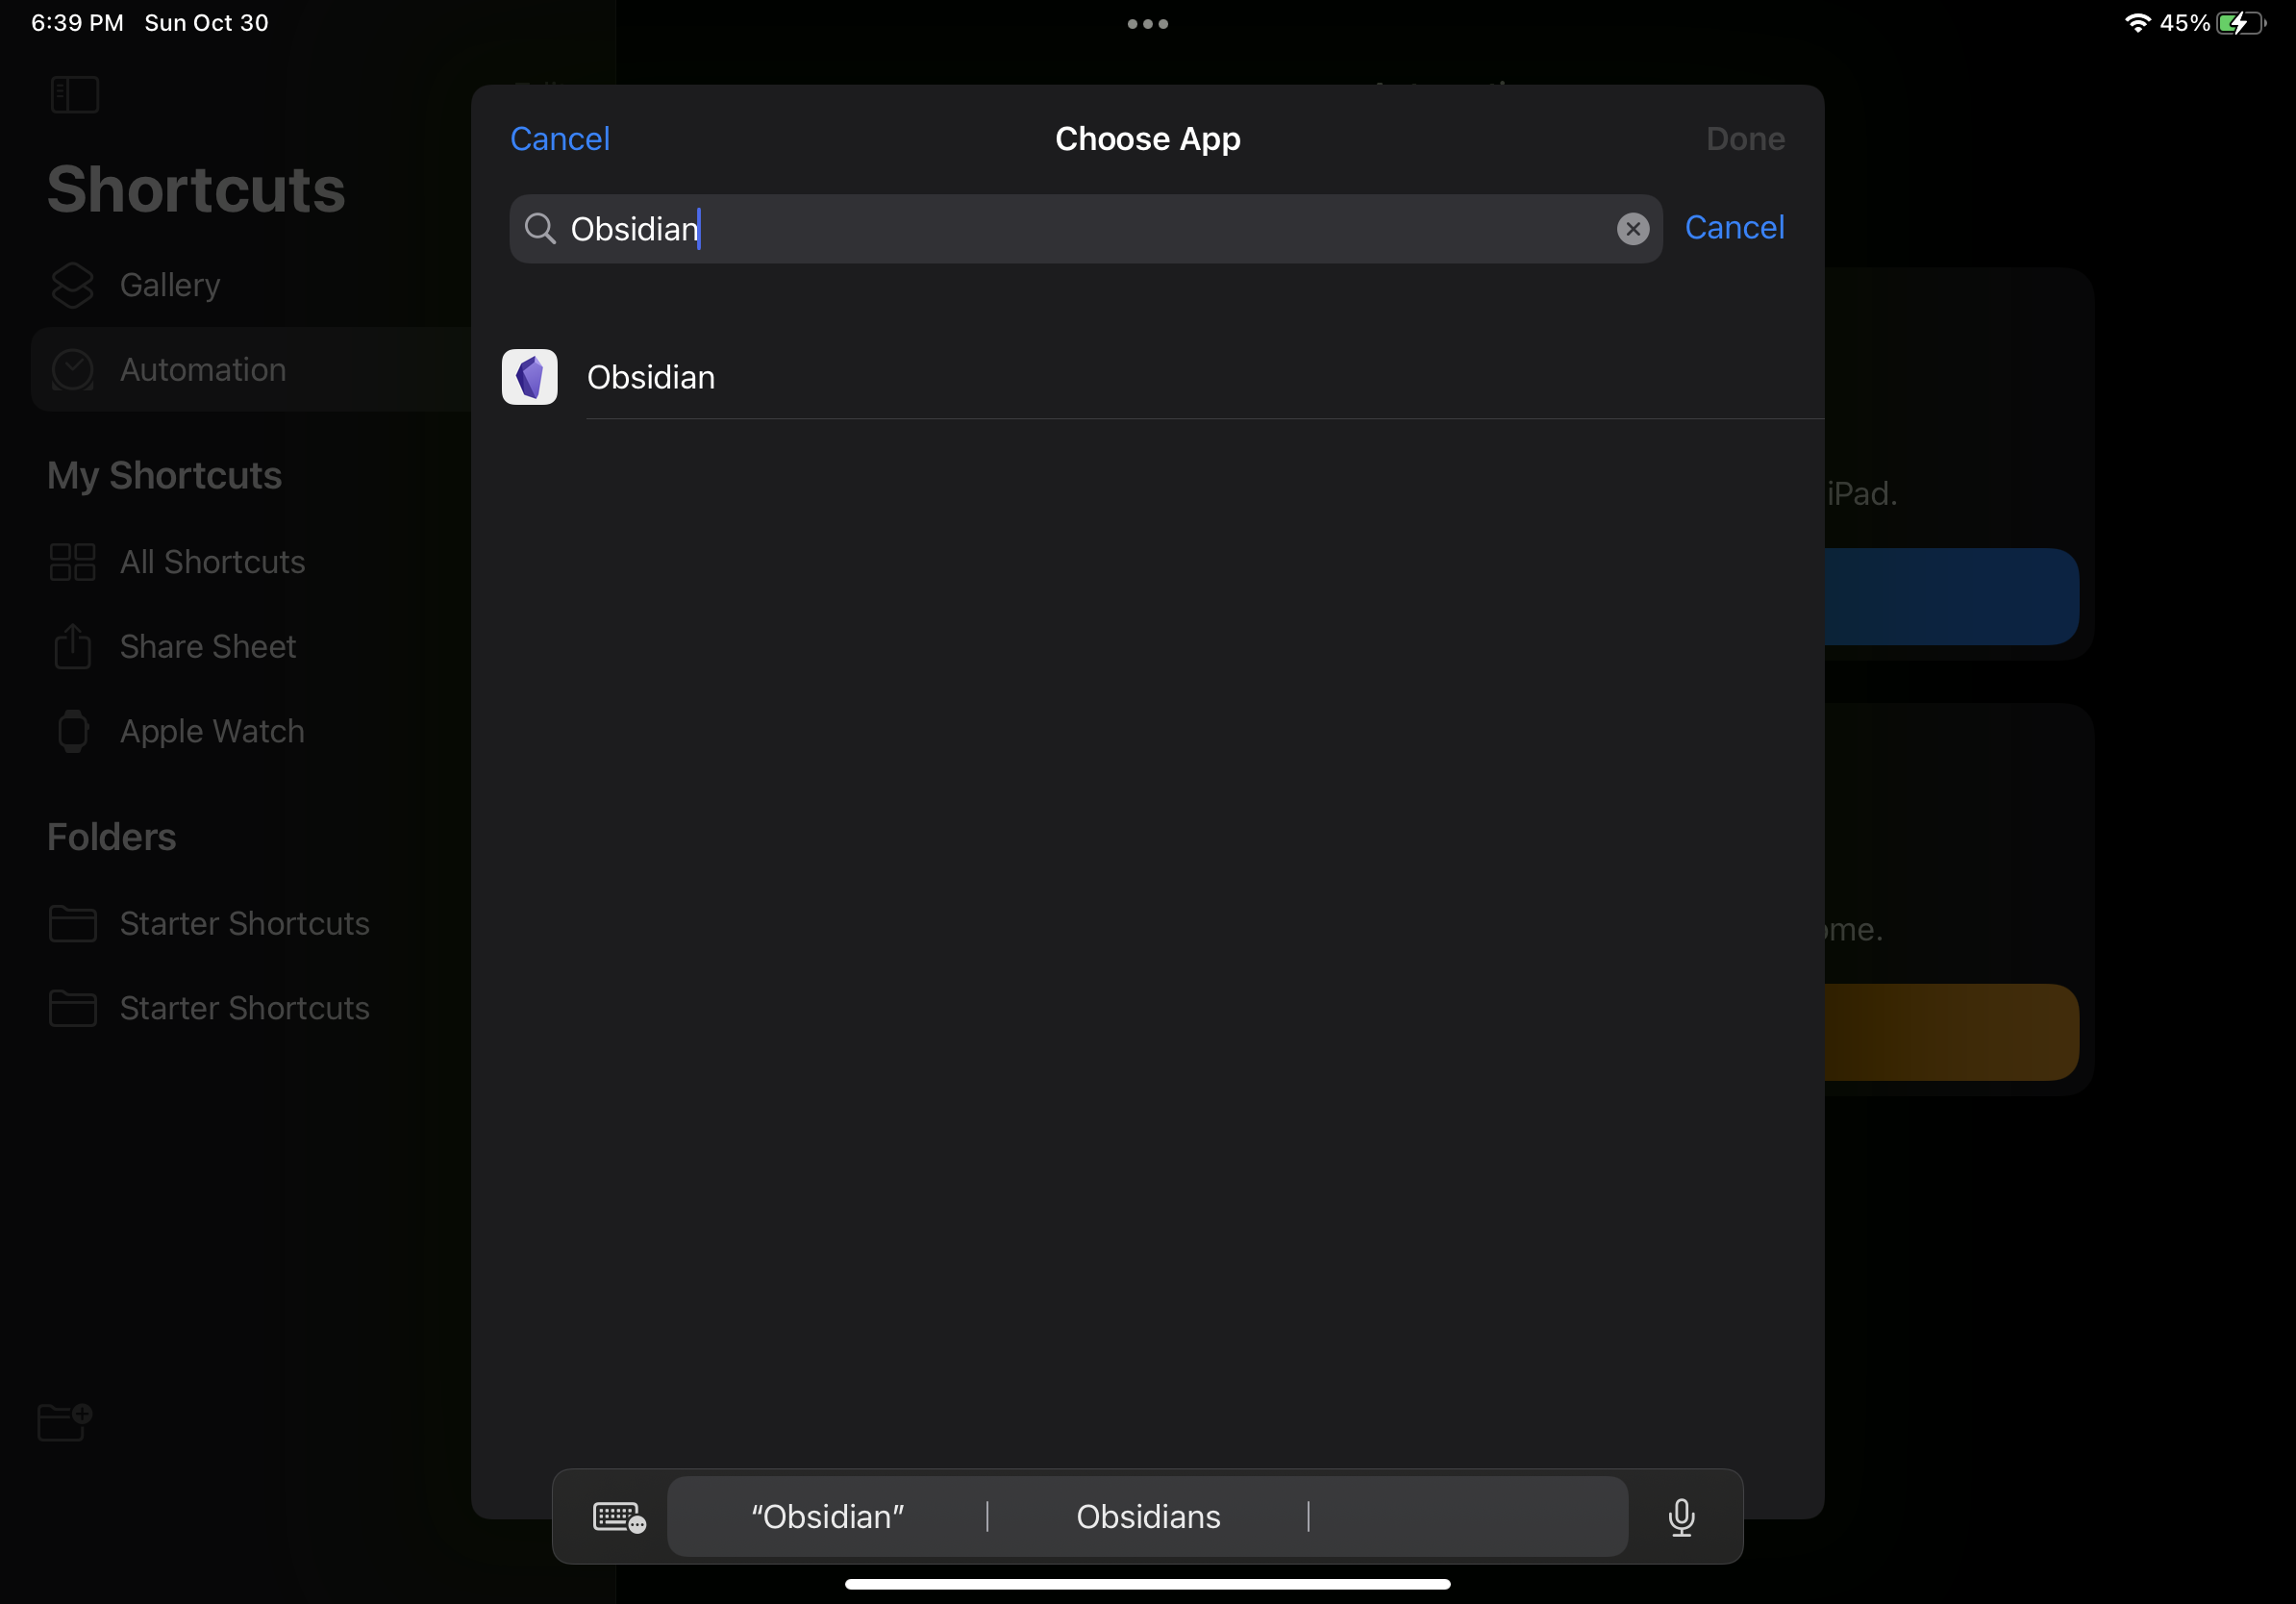 6:39 PM Sun Oct 30
45%
Shortcuts
Gallery
Automation
My Shortcuts
All Shortcuts
Share Sheet
Apple Watch
Folders
Starter Shortcuts
Starter Shortcuts
Cancel Choose App Done
Obsidian Cancel
Obsidian
iPad.
ome.
“Obsidian” Obsidians